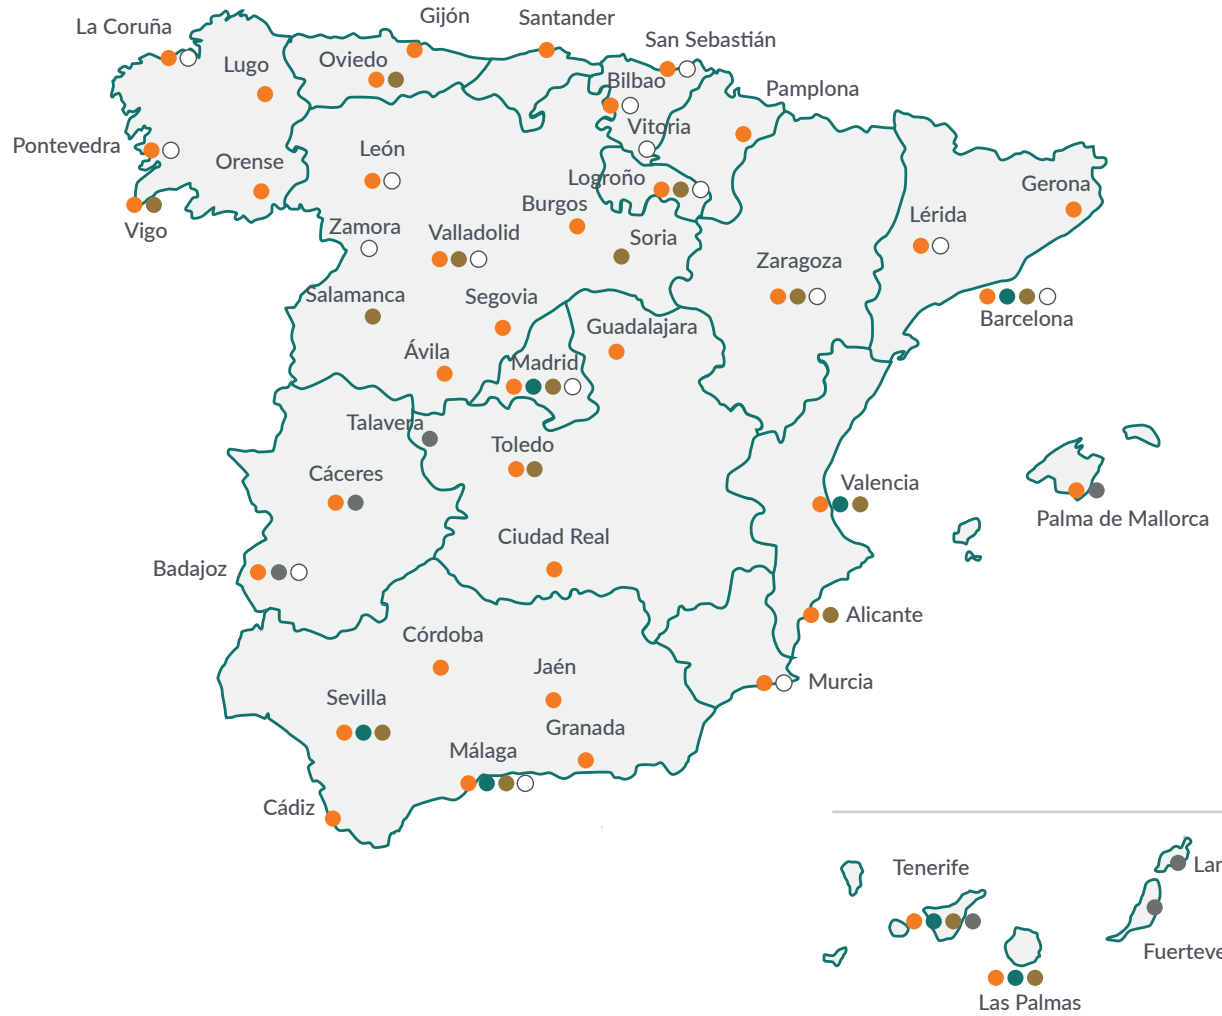 Gijón
Santander
La Coruña
San Sebastián
Oviedo
Lugo
Bilbao
Pamplona
Vitoria
Pontevedra
León
Orense
Logroño
Gerona
Burgos
Lérida
Vigo
Zamora
Valladolid
Soria
Zaragoza
Salamanca
Segovia
Barcelona
Guadalajara
Ávila
Madrid
Talavera
Toledo
Cáceres
Valencia
Palma de Mallorca
Ciudad Real
Badajoz
Alicante
Córdoba
Jaén
Murcia
Sevilla
Granada
Málaga
Cádiz
Tenerife
Lar
Fuerteve
Las Palmas